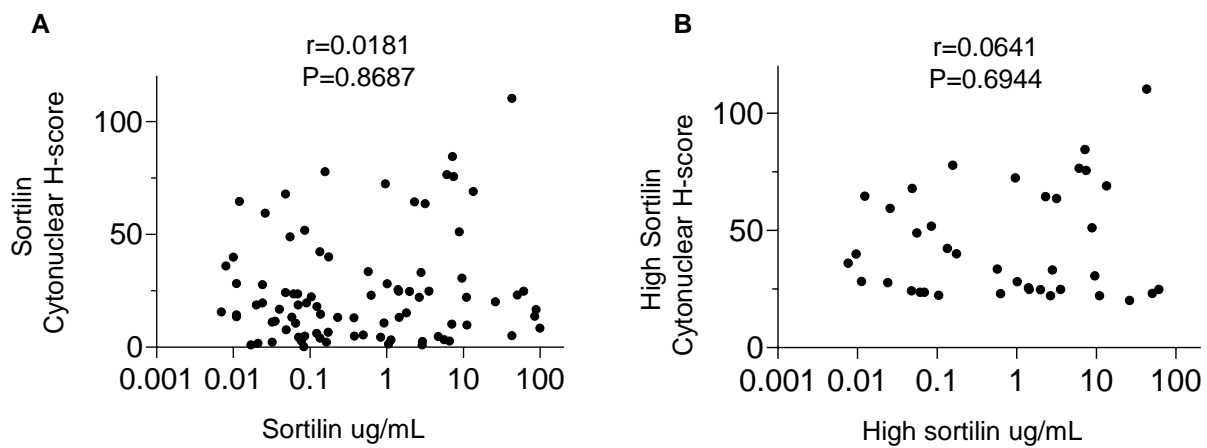 A
r=0.0181
P=0.8687
Sortilin
Cytonuclear H-score
100
50
0
0.001 0.01 0.1 1 10 100
Sortilin ug/mL
B
r=0.0641
P=0.6944
High Sortilin
Cytonuclear H-score
100
50
0
0.001 0.01 0.1 1 10 100
High sortilin ug/mL